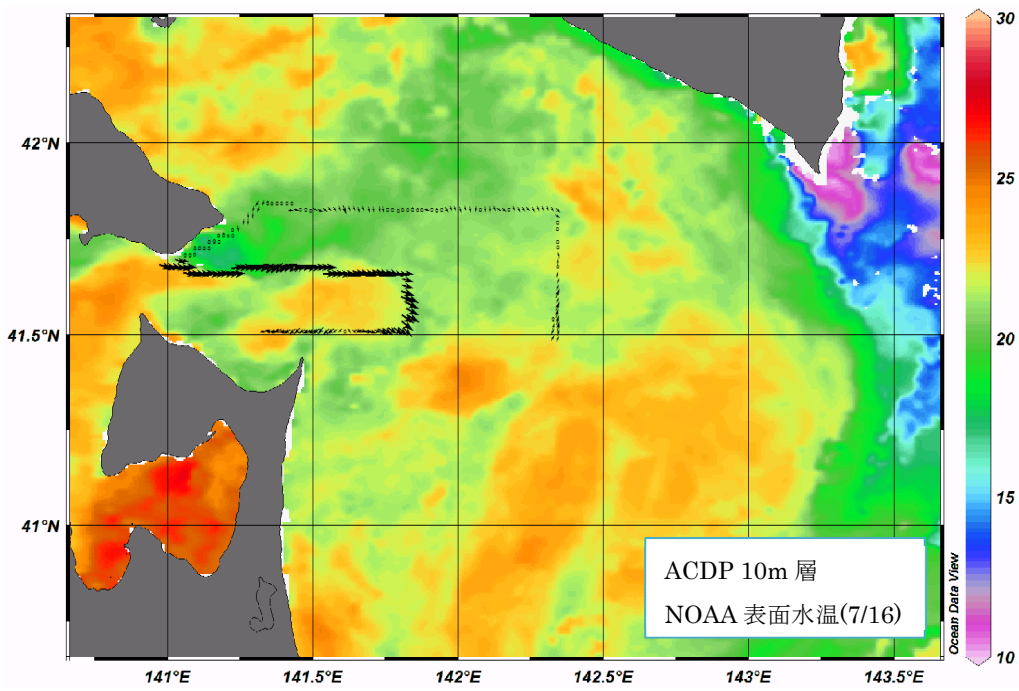 42°N
41.5°N
41°N
141°E
141.5°E
142°E
142.5°E
143°E
143.5°E
30
25
20
15
10
Ocean Data View
ACDP 10m 層
NOAA 表面水温(7/16)